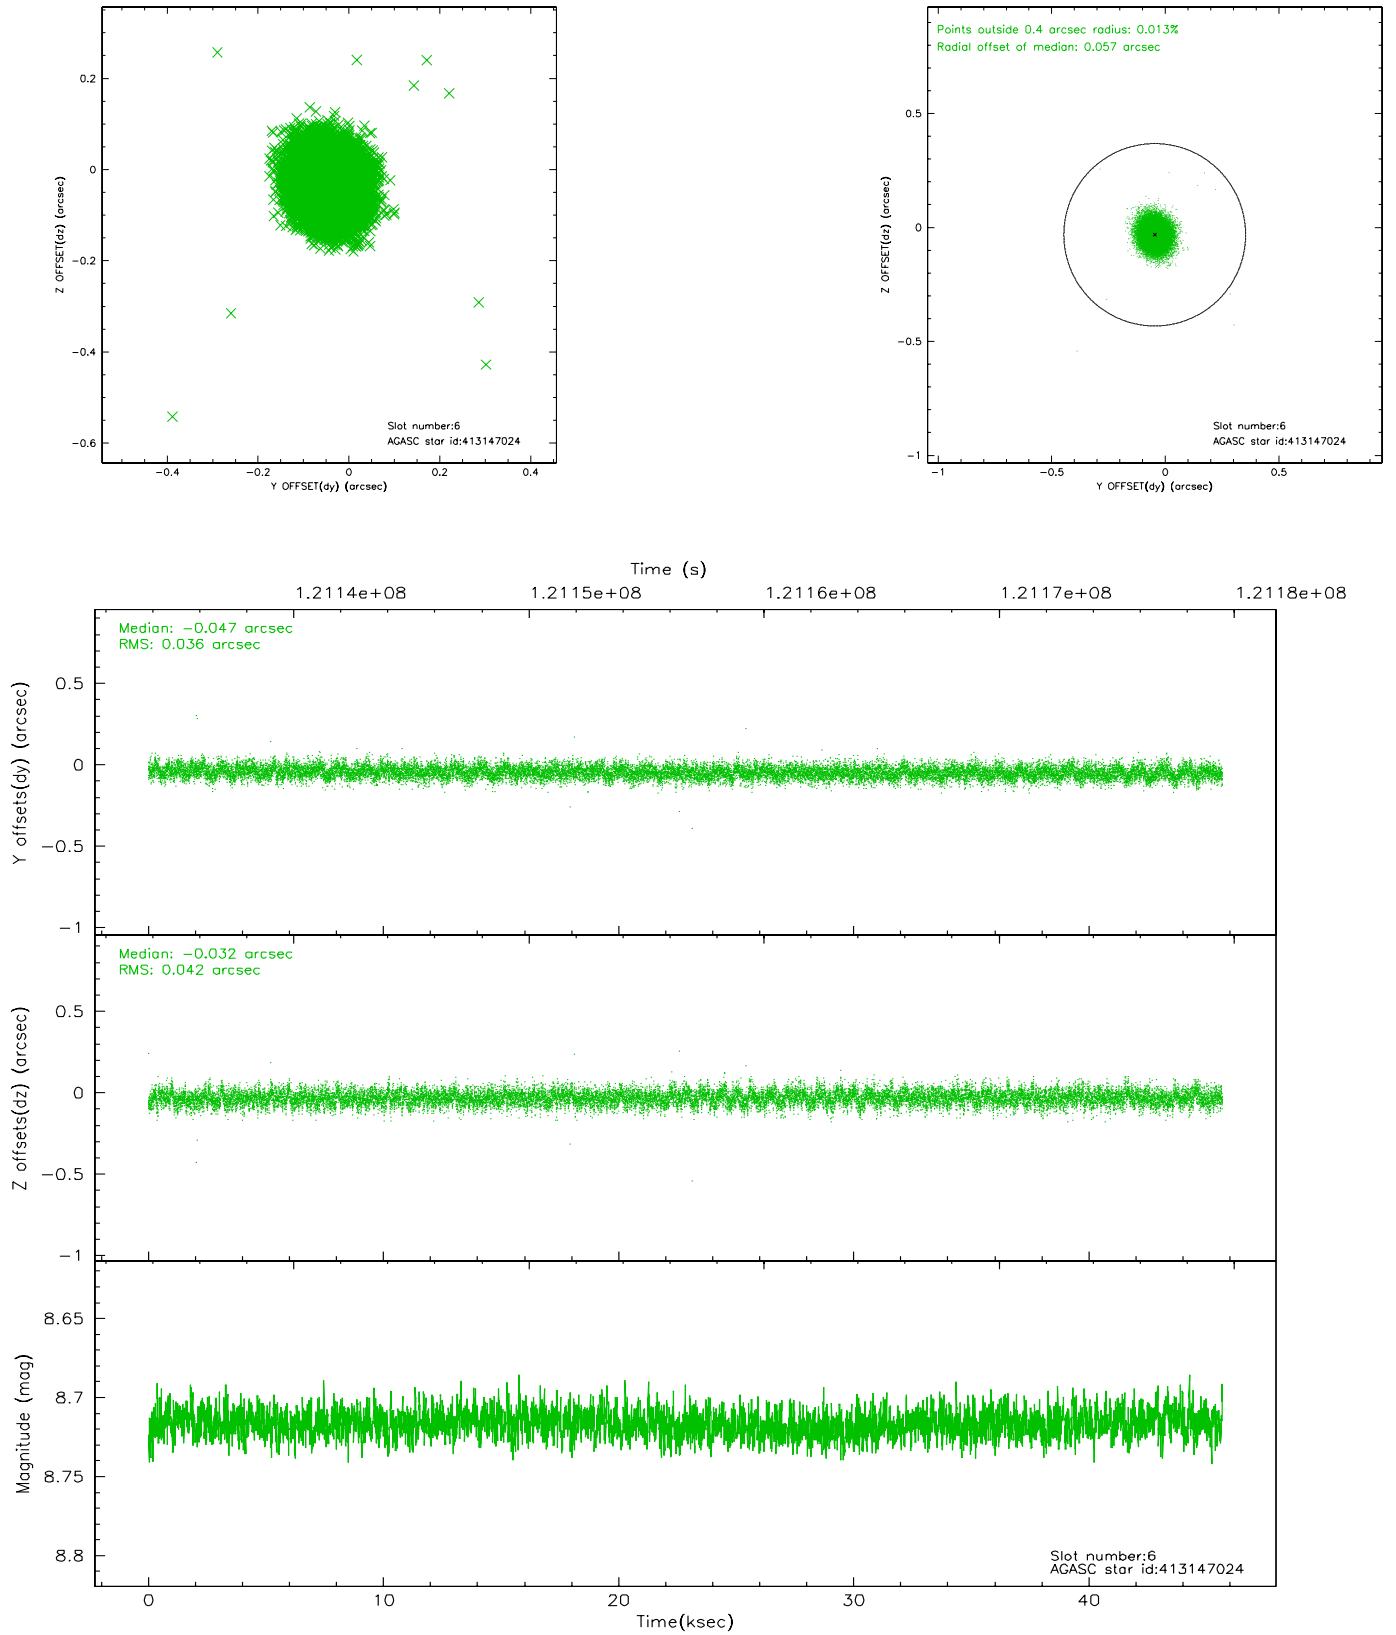 0.2
0
−0.2
−0.4
−0.6
Z OFFSET(dz) (arcsec)
Slot number:6
AGASC star id:413147024
−0.4
−0.2
0
0.2
0.4
Y OFFSET(dy) (arcsec)
Points outside 0.4 arcsec radius: 0.013%
Radial offset of median: 0.057 arcsec
0.5
0
−0.5
−1
Z OFFSET(dz) (arcsec)
Slot number:6
AGASC star id:413147024
−1
−0.5
0
0.5
Y OFFSET(dy) (arcsec)
Time (s)
1.2114e+08
1.2115e+08
1.2116e+08
1.2117e+08
1.2118e+08
Median: −0.047 arcsec
RMS: 0.036 arcsec
0.5
0
−0.5
−1
Y offsets(dy) (arcsec)
Median: −0.032 arcsec
RMS: 0.042 arcsec
0.5
0
−0.5
−1
Z offsets(dz) (arcsec)
8.65
8.7
8.75
8.8
Magnitude (mag)
Slot number:6
AGASC star id:413147024
0
10
20
30
40
Time(ksec)